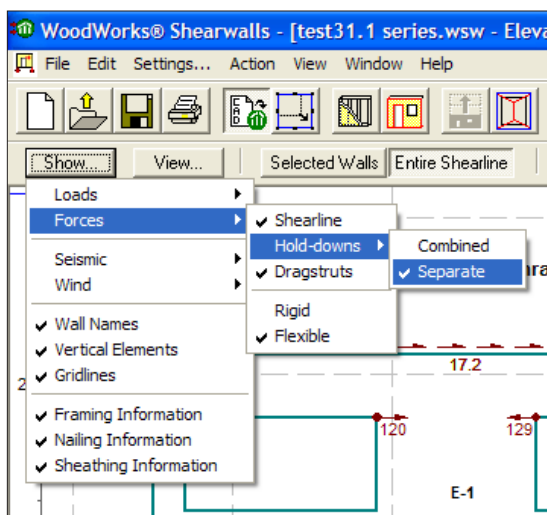 WoodWorks® Shearwalls - [test31.1 series.wsw - Eleva
File Edit Settings... Action View Window Help
Show... View... Selected Walls Entire Shearline
Loads
Forces
Seismic
Wind
Wall Names
Vertical Elements
Gridlines
Framing Information
Nailing Information
Sheathing Information
Shearline
Hold-downs
Dragstruts
Rigid
Flexible
Combined
Separate
ra
17.2
2
120
129
E-1